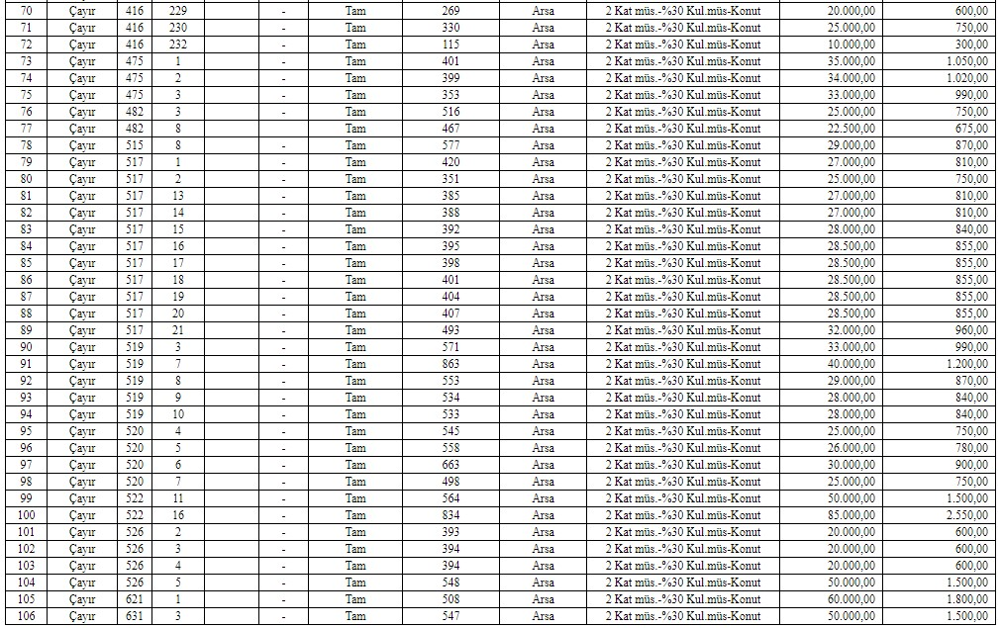 70 Çayır 416 229 - Tam 269 Arsa 2 Kat müs.-%30 Kul.müs-Konut 20.000,00 600,00
71 Çayır 416 230 - Tam 330 Arsa 2 Kat müs.-%30 Kul.müs-Konut 25.000,00 750,00
72 Çayır 416 232 - Tam 115 Arsa 2 Kat müs.-%30 Kul.müs-Konut 10.000,00 300,00
73 Çayır 475 1 - Tam 401 Arsa 2 Kat müs.-%30 Kul.müs-Konut 35.000,00 1.050,00
74 Çayır 475 2 - Tam 399 Arsa 2 Kat müs.-%30 Kul.müs-Konut 34.000,00 1.020,00
75 Çayır 475 3 - Tam 353 Arsa 2 Kat müs.-%30 Kul.müs-Konut 33.000,00 990,00
76 Çayır 482 3 - Tam 516 Arsa 2 Kat müs.-%30 Kul.müs-Konut 25.000,00 750,00
77 Çayır 482 8 - Tam 467 Arsa 2 Kat müs.-%30 Kul.müs-Konut 22.500,00 675,00
78 Çayır 515 8 - Tam 577 Arsa 2 Kat müs.-%30 Kul.müs-Konut 29.000,00 870,00
79 Çayır 517 1 - Tam 420 Arsa 2 Kat müs.-%30 Kul.müs-Konut 27.000,00 810,00
80 Çayır 517 2 - Tam 351 Arsa 2 Kat müs.-%30 Kul.müs-Konut 25.000,00 750,00
81 Çayır 517 13 - Tam 385 Arsa 2 Kat müs.-%30 Kul.müs-Konut 27.000,00 810,00
82 Çayır 517 14 - Tam 388 Arsa 2 Kat müs.-%30 Kul.müs-Konut 27.000,00 810,00
83 Çayır 517 15 - Tam 392 Arsa 2 Kat müs.-%30 Kul.müs-Konut 28.000,00 840,00
84 Çayır 517 16 - Tam 395 Arsa 2 Kat müs.-%30 Kul.müs-Konut 28.500,00 855,00
85 Çayır 517 17 - Tam 398 Arsa 2 Kat müs.-%30 Kul.müs-Konut 28.500,00 855,00
86 Çayır 517 18 - Tam 401 Arsa 2 Kat müs.-%30 Kul.müs-Konut 28.500,00 855,00
87 Çayır 517 19 - Tam 404 Arsa 2 Kat müs.-%30 Kul.müs-Konut 28.500,00 855,00
88 Çayır 517 20 - Tam 407 Arsa 2 Kat müs.-%30 Kul.müs-Konut 28.500,00 855,00
89 Çayır 517 21 - Tam 493 Arsa 2 Kat müs.-%30 Kul.müs-Konut 32.000,00 960,00
90 Çayır 519 3 - Tam 571 Arsa 2 Kat müs.-%30 Kul.müs-Konut 33.000,00 990,00
91 Çayır 519 7 - Tam 863 Arsa 2 Kat müs.-%30 Kul.müs-Konut 40.000,00 1.200,00
92 Çayır 519 8 - Tam 553 Arsa 2 Kat müs.-%30 Kul.müs-Konut 29.000,00 870,00
93 Çayır 519 9 - Tam 534 Arsa 2 Kat müs.-%30 Kul.müs-Konut 28.000,00 840,00
94 Çayır 519 10 - Tam 533 Arsa 2 Kat müs.-%30 Kul.müs-Konut 28.000,00 840,00
95 Çayır 520 4 - Tam 545 Arsa 2 Kat müs.-%30 Kul.müs-Konut 25.000,00 750,00
96 Çayır 520 5 - Tam 558 Arsa 2 Kat müs.-%30 Kul.müs-Konut 26.000,00 780,00
97 Çayır 520 6 - Tam 663 Arsa 2 Kat müs.-%30 Kul.müs-Konut 30.000,00 900,00
98 Çayır 520 7 - Tam 498 Arsa 2 Kat müs.-%30 Kul.müs-Konut 25.000,00 750,00
99 Çayır 522 11 - Tam 564 Arsa 2 Kat müs.-%30 Kul.müs-Konut 50.000,00 1.500,00
100 Çayır 522 16 - Tam 834 Arsa 2 Kat müs.-%30 Kul.müs-Konut 85.000,00 2.550,00
101 Çayır 526 2 - Tam 393 Arsa 2 Kat müs.-%30 Kul.müs-Konut 20.000,00 600,00
102 Çayır 526 3 - Tam 394 Arsa 2 Kat müs.-%30 Kul.müs-Konut 20.000,00 600,00
103 Çayır 526 4 - Tam 394 Arsa 2 Kat müs.-%30 Kul.müs-Konut 20.000,00 600,00
104 Çayır 526 5 - Tam 548 Arsa 2 Kat müs.-%30 Kul.müs-Konut 50.000,00 1.500,00
105 Çayır 621 1 - Tam 508 Arsa 2 Kat müs.-%30 Kul.müs-Konut 60.000,00 1.800,00
106 Çayır 631 3 - Tam 547 Arsa 2 Kat müs.-%30 Kul.müs-Konut 50.000,00 1.500,00